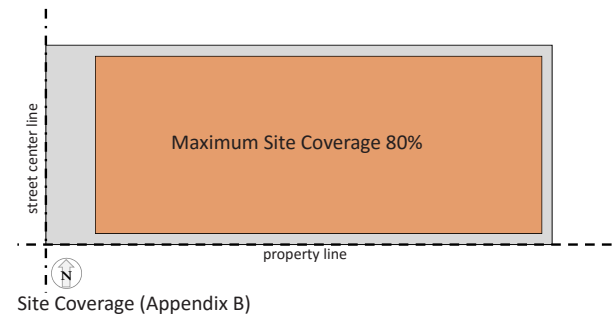 Maximum Site Coverage 80%
street center line
property line
N
Site Coverage (Appendix B)